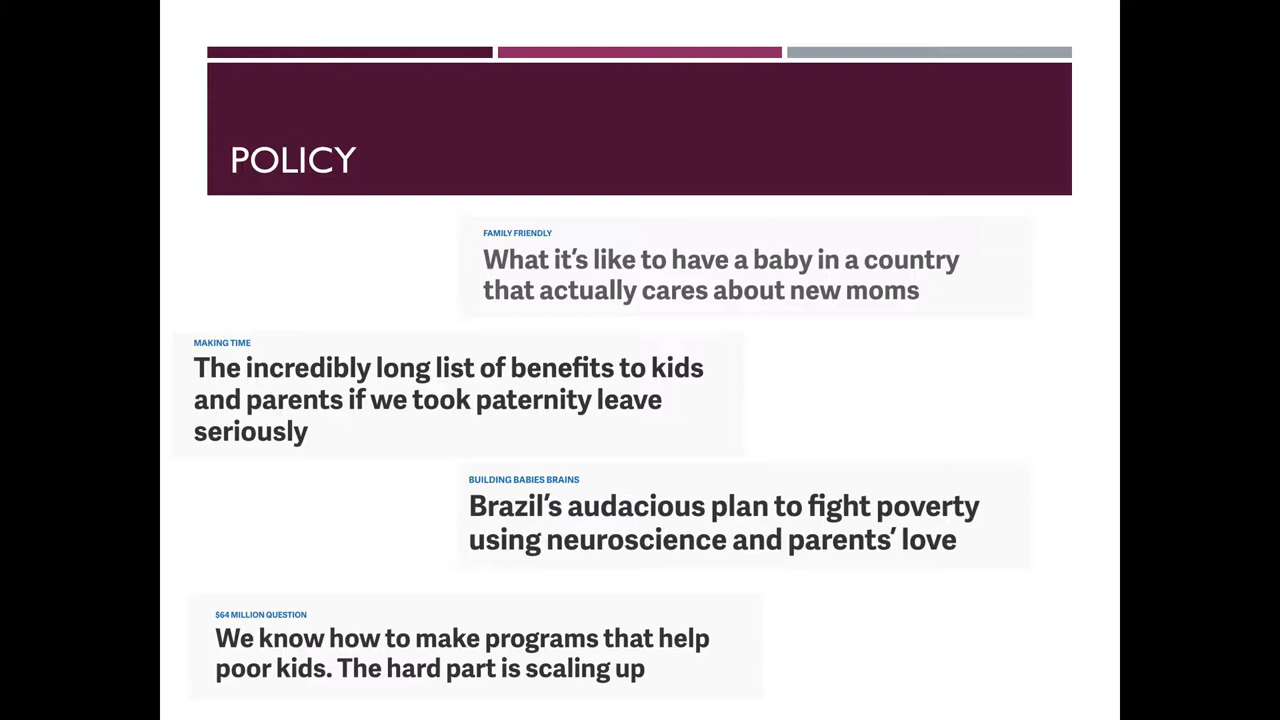 POLICY
FAMILY FRIENDLY
What it’s like to have a baby in a country
that actually cares about new moms
MAKING TIME
The incredibly long list of benefits to kids
and parents if we took paternity leave
seriously
BUILDING BABIES BRAINS
Brazil’s audacious plan to fight poverty
using neuroscience and parents’ love
$64 MILLION QUESTION
We know how to make programs that help
poor kids. The hard part is scaling up